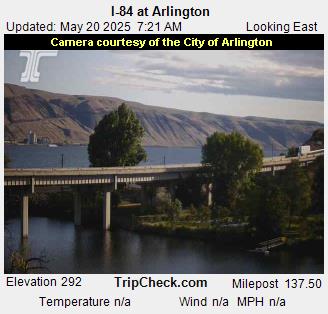 I-84 at Arlington
Updated: May 20 2025 7:21 AM Looking East
Camera courtesy of the City of Arlington
Elevation 292 TripCheck.com Milepost 137.50
Temperature n/a Wind n/a MPH n/a